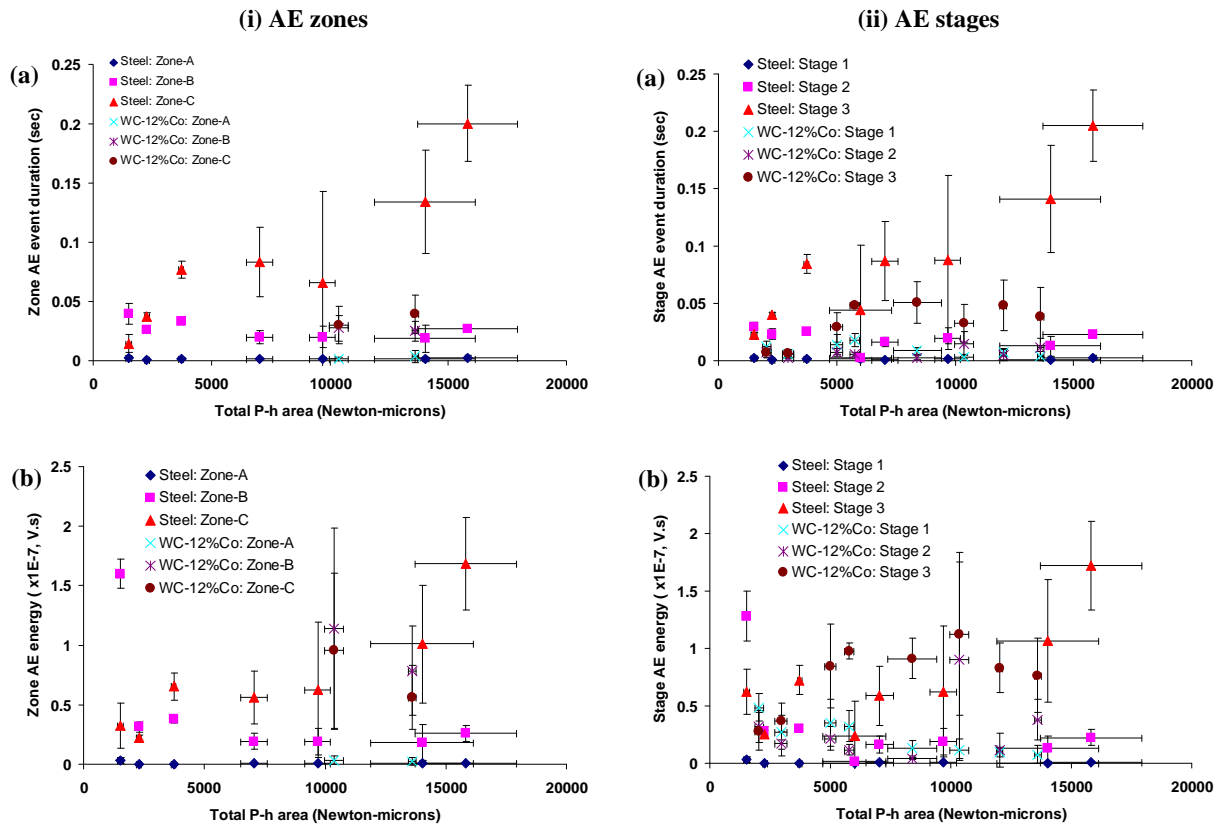 (i) AE zones
(a)
Zone AE event duration (sec)
0.25
0.2
0.15
0.1
0.05
0
Steel: Zone-A
Steel: Zone-B
Steel: Zone-C
WC-12%Co: Zone-A
WC-12%Co: Zone-B
WC-12%Co: Zone-C
0 5000 10000 15000 20000
Total P-h area (Newton-microns)
(ii) AE stages
(a)
Stage AE event duration (sec)
0.25
0.2
0.15
0.1
0.05
0
Steel: Stage 1
Steel: Stage 2
Steel: Stage 3
WC-12%Co: Stage 1
WC-12%Co: Stage 2
WC-12%Co: Stage 3
0 5000 10000 15000 20000
Total P-h area (Newton-microns)
(b)
Zone AE energy ( x1E-7, V.s)
2.5
2
1.5
1
0.5
0
Steel: Zone-A
Steel: Zone-B
Steel: Zone-C
WC-12%Co: Zone-A
WC-12%Co: Zone-B
WC-12%Co: Zone-C
0 5000 10000 15000 20000
Total P-h area (Newton-microns)
(b)
Stage AE energy ( x1E-7, V.s)
2.5
2
1.5
1
0.5
0
Steel: Stage 1
Steel: Stage 2
Steel: Stage 3
WC-12%Co: Stage 1
WC-12%Co: Stage 2
WC-12%Co: Stage 3
0 5000 10000 15000 20000
Total P-h area (Newton-microns)